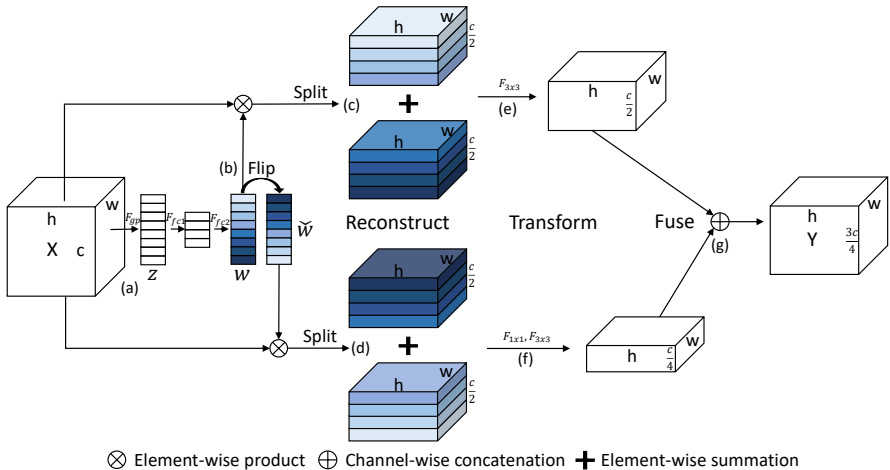 h
w
c/2
Split
(c)
F3x3
(e)
h
w
c/2
w
c/2
(b)
Flip
h
w
X
c
Fgp
Ffc1
Ffc2
w̌
Reconstruct
Transform
Fuse
(g)
h
w
Y
3c/4
(a)
z
w
w
c/2
h
Split
(d)
F1x1, F3x3
(f)
h
c/4
w
h
w
c/2
Element-wise product
Channel-wise concatenation
Element-wise summation